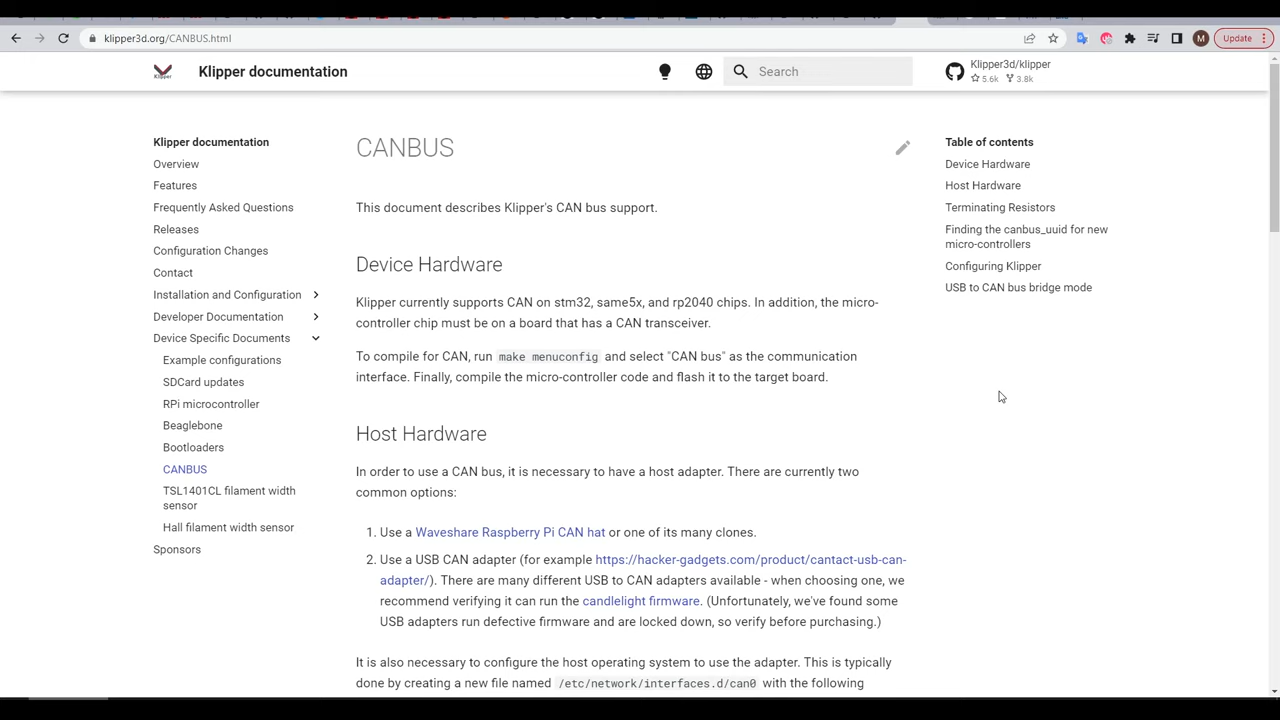 klipper3d.org/CANBUS.html
M
Update
Klipper
Klipper documentation
Search
Klipper3d/klipper
5.6k 3.8k
Klipper documentation
Overview
Features
Frequently Asked Questions
Releases
Configuration Changes
Contact
Installation and Configuration
Developer Documentation
Device Specific Documents
Example configurations
SDCard updates
RPi microcontroller
Beaglebone
Bootloaders
CANBUS
TSL1401CL filament width
sensor
Hall filament width sensor
Sponsors
CANBUS
This document describes Klipper's CAN bus support.
Device Hardware
Klipper currently supports CAN on stm32, same5x, and rp2040 chips. In addition, the micro-
controller chip must be on a board that has a CAN transceiver.
To compile for CAN, run make menuconfig and select "CAN bus" as the communication
interface. Finally, compile the micro-controller code and flash it to the target board.
Host Hardware
In order to use a CAN bus, it is necessary to have a host adapter. There are currently two
common options:
1. Use a Waveshare Raspberry Pi CAN hat or one of its many clones.
2. Use a USB CAN adapter (for example https://hacker-gadgets.com/product/cantact-usb-can-
adapter/). There are many different USB to CAN adapters available - when choosing one, we
recommend verifying it can run the candlelight firmware. (Unfortunately, we've found some
USB adapters run defective firmware and are locked down, so verify before purchasing.)
It is also necessary to configure the host operating system to use the adapter. This is typically
done by creating a new file named /etc/network/interfaces.d/can0 with the following
Table of contents
Device Hardware
Host Hardware
Terminating Resistors
Finding the canbus_uuid for new
micro-controllers
Configuring Klipper
USB to CAN bus bridge mode